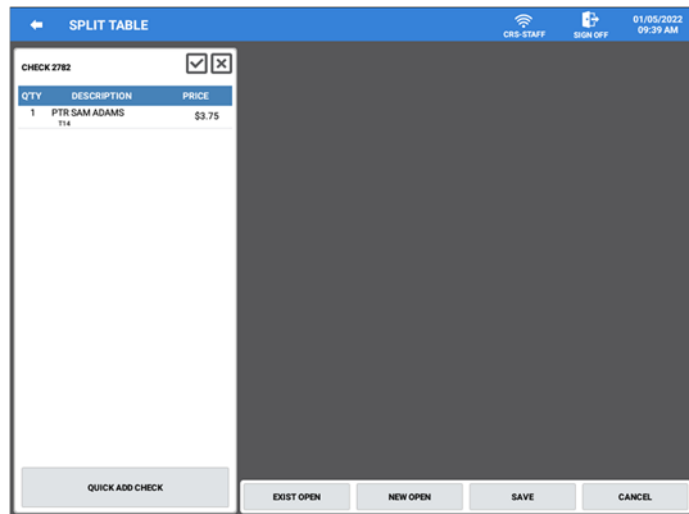 SPLIT TABLE
CRS-STAFF
SIGN OFF
01/05/2022
09:39 AM
CHECK 2782
Q'TY DESCRIPTION PRICE
1 PTR SAM ADAMS $3.75
T14
QUICK ADD CHECK
EXIST OPEN NEW OPEN SAVE CANCEL